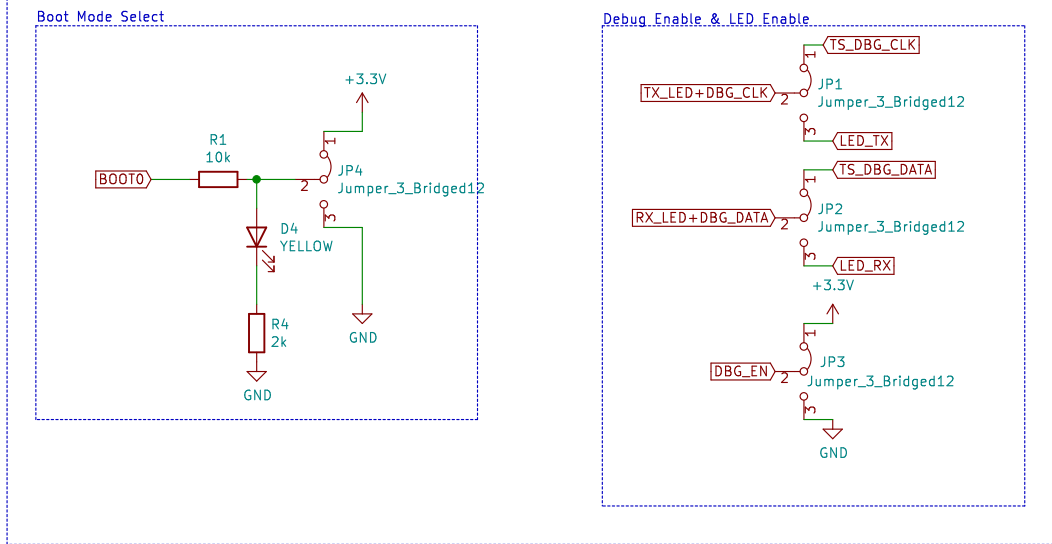 Boot Mode Select
+3.3V
R1
10k
1
BOOT0
JP4
2
Jumper_3_Bridged12
3
D4
YELLOW
R4
2k
GND
GND
Debug Enable & LED Enable
TS_DBG_CLK
1
JP1
TX_LED+DBG_CLK
2
Jumper_3_Bridged12
3
LED_TX
TS_DBG_DATA
1
JP2
RX_LED+DBG_DATA
2
Jumper_3_Bridged12
3
LED_RX
+3.3V
1
JP3
DBG_EN
2
Jumper_3_Bridged12
3
GND